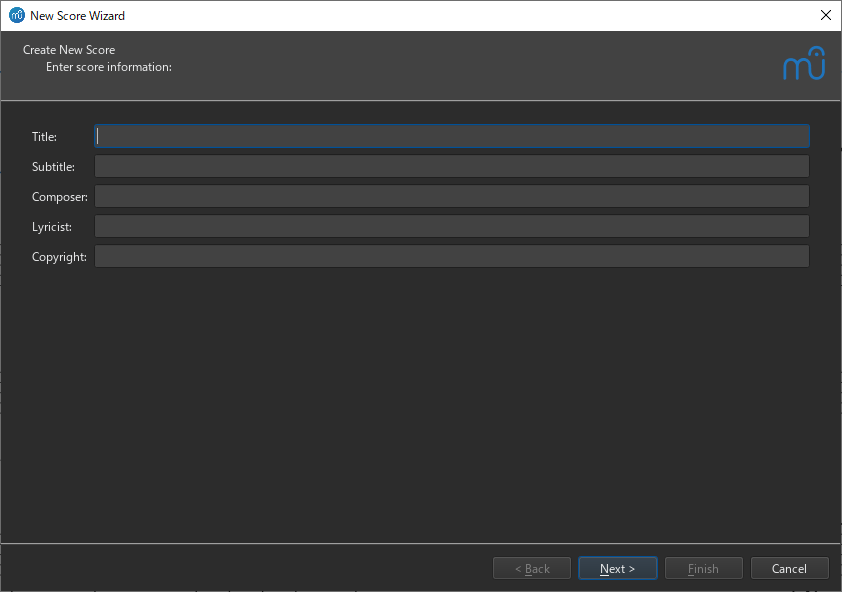 New Score Wizard
Create New Score
Enter score information:
Title:
Subtitle:
Composer:
Lyricist:
Copyright:
< Back Next > Finish Cancel